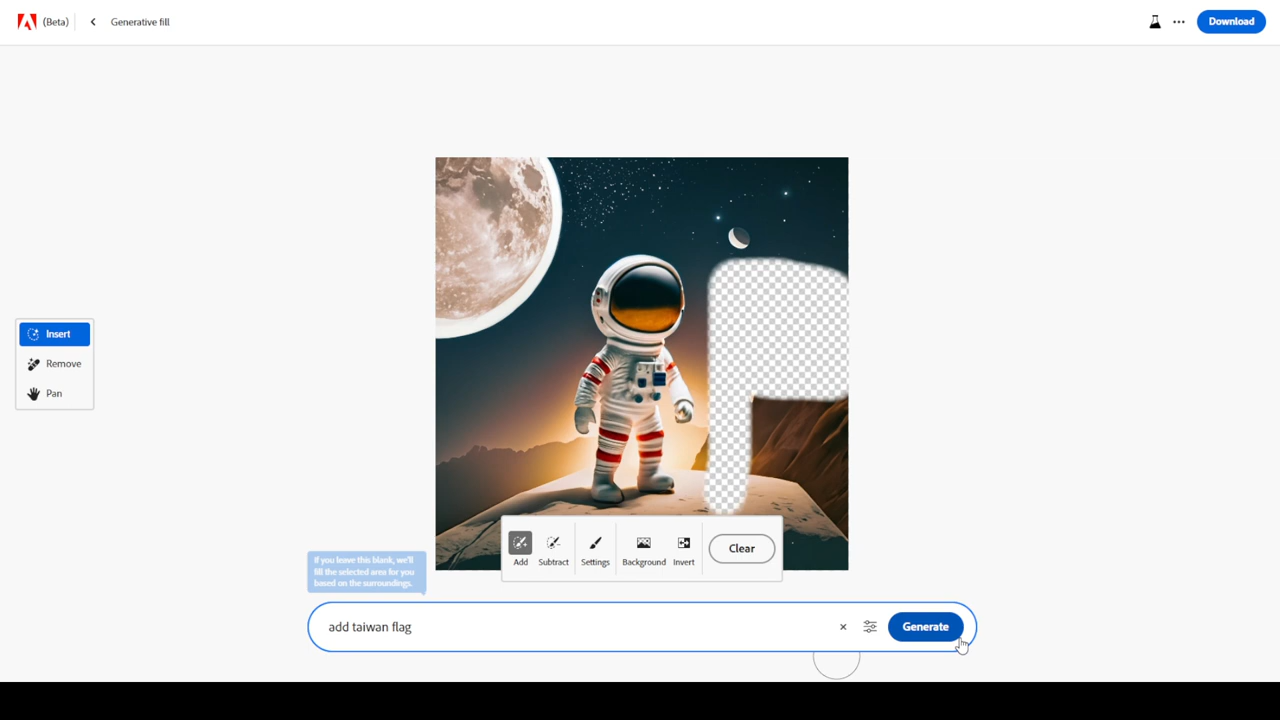 (Beta)
Generative fill
Download
Insert
Remove
Pan
Add
Subtract
Settings
Background
Invert
Clear
If you leave this blank, we'll
fill the selected area for you
based on the surroundings.
add taiwan flag
Generate